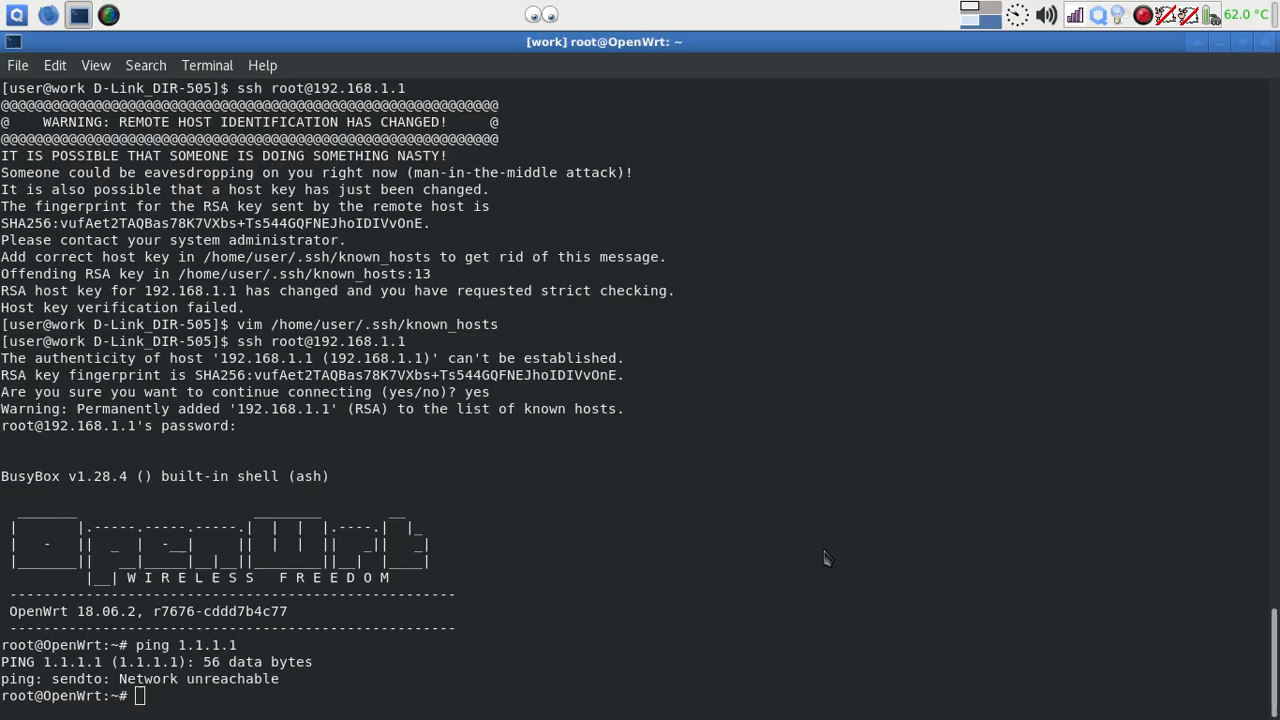 62.0 °C
[work] root@OpenWrt: ~
File Edit View Search Terminal Help
[user@work D-Link_DIR-505]$ ssh root@192.168.1.1
@@@@@@@@@@@@@@@@@@@@@@@@@@@@@@@@@@@@@@@@@@@@@@@@@@@@@@@@@@@
@    WARNING: REMOTE HOST IDENTIFICATION HAS CHANGED!     @
@@@@@@@@@@@@@@@@@@@@@@@@@@@@@@@@@@@@@@@@@@@@@@@@@@@@@@@@@@@
IT IS POSSIBLE THAT SOMEONE IS DOING SOMETHING NASTY!
Someone could be eavesdropping on you right now (man-in-the-middle attack)!
It is also possible that a host key has just been changed.
The fingerprint for the RSA key sent by the remote host is
SHA256:vufAet2TAQBas78K7VXbs+Ts544GQFNEJhoIDIVvOnE.
Please contact your system administrator.
Add correct host key in /home/user/.ssh/known_hosts to get rid of this message.
Offending RSA key in /home/user/.ssh/known_hosts:13
RSA host key for 192.168.1.1 has changed and you have requested strict checking.
Host key verification failed.
[user@work D-Link_DIR-505]$ vim /home/user/.ssh/known_hosts
[user@work D-Link_DIR-505]$ ssh root@192.168.1.1
The authenticity of host '192.168.1.1 (192.168.1.1)' can't be established.
RSA key fingerprint is SHA256:vufAet2TAQBas78K7VXbs+Ts544GQFNEJhoIDIVvOnE.
Are you sure you want to continue connecting (yes/no)? yes
Warning: Permanently added '192.168.1.1' (RSA) to the list of known hosts.
root@192.168.1.1's password:
BusyBox v1.28.4 () built-in shell (ash)
OpenWrt
W I R E L E S S   F R E E D O M
-----------------------------------------------------
OpenWrt 18.06.2, r7676-cddd7b4c77
-----------------------------------------------------
root@OpenWrt:~# ping 1.1.1.1
PING 1.1.1.1 (1.1.1.1): 56 data bytes
ping: sendto: Network unreachable
root@OpenWrt:~#